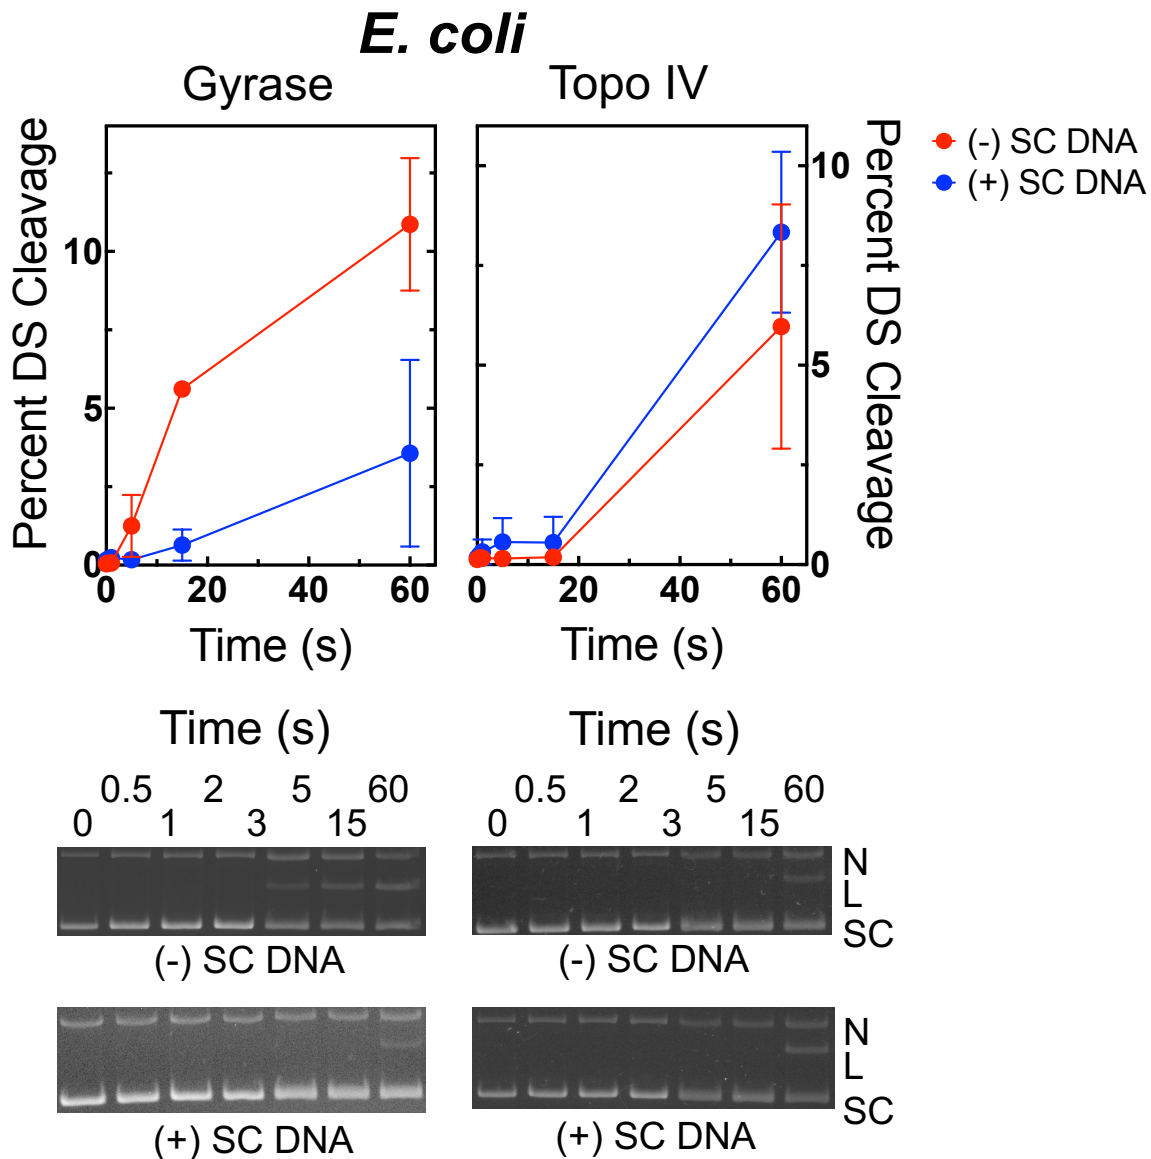 E. coli
Gyrase
Topo IV
Percent DS Cleavage
10
5
0
0 20 40 60
Time (s)
10
5
0
Percent DS Cleavage
0 20 40 60
Time (s)
(-) SC DNA
(+) SC DNA
Time (s)
0.5 2 5 60
0 1 3 15
(-) SC DNA
(+) SC DNA
Time (s)
0.5 2 5 60
0 1 3 15
N
L
SC
(-) SC DNA
N
L
SC
(+) SC DNA